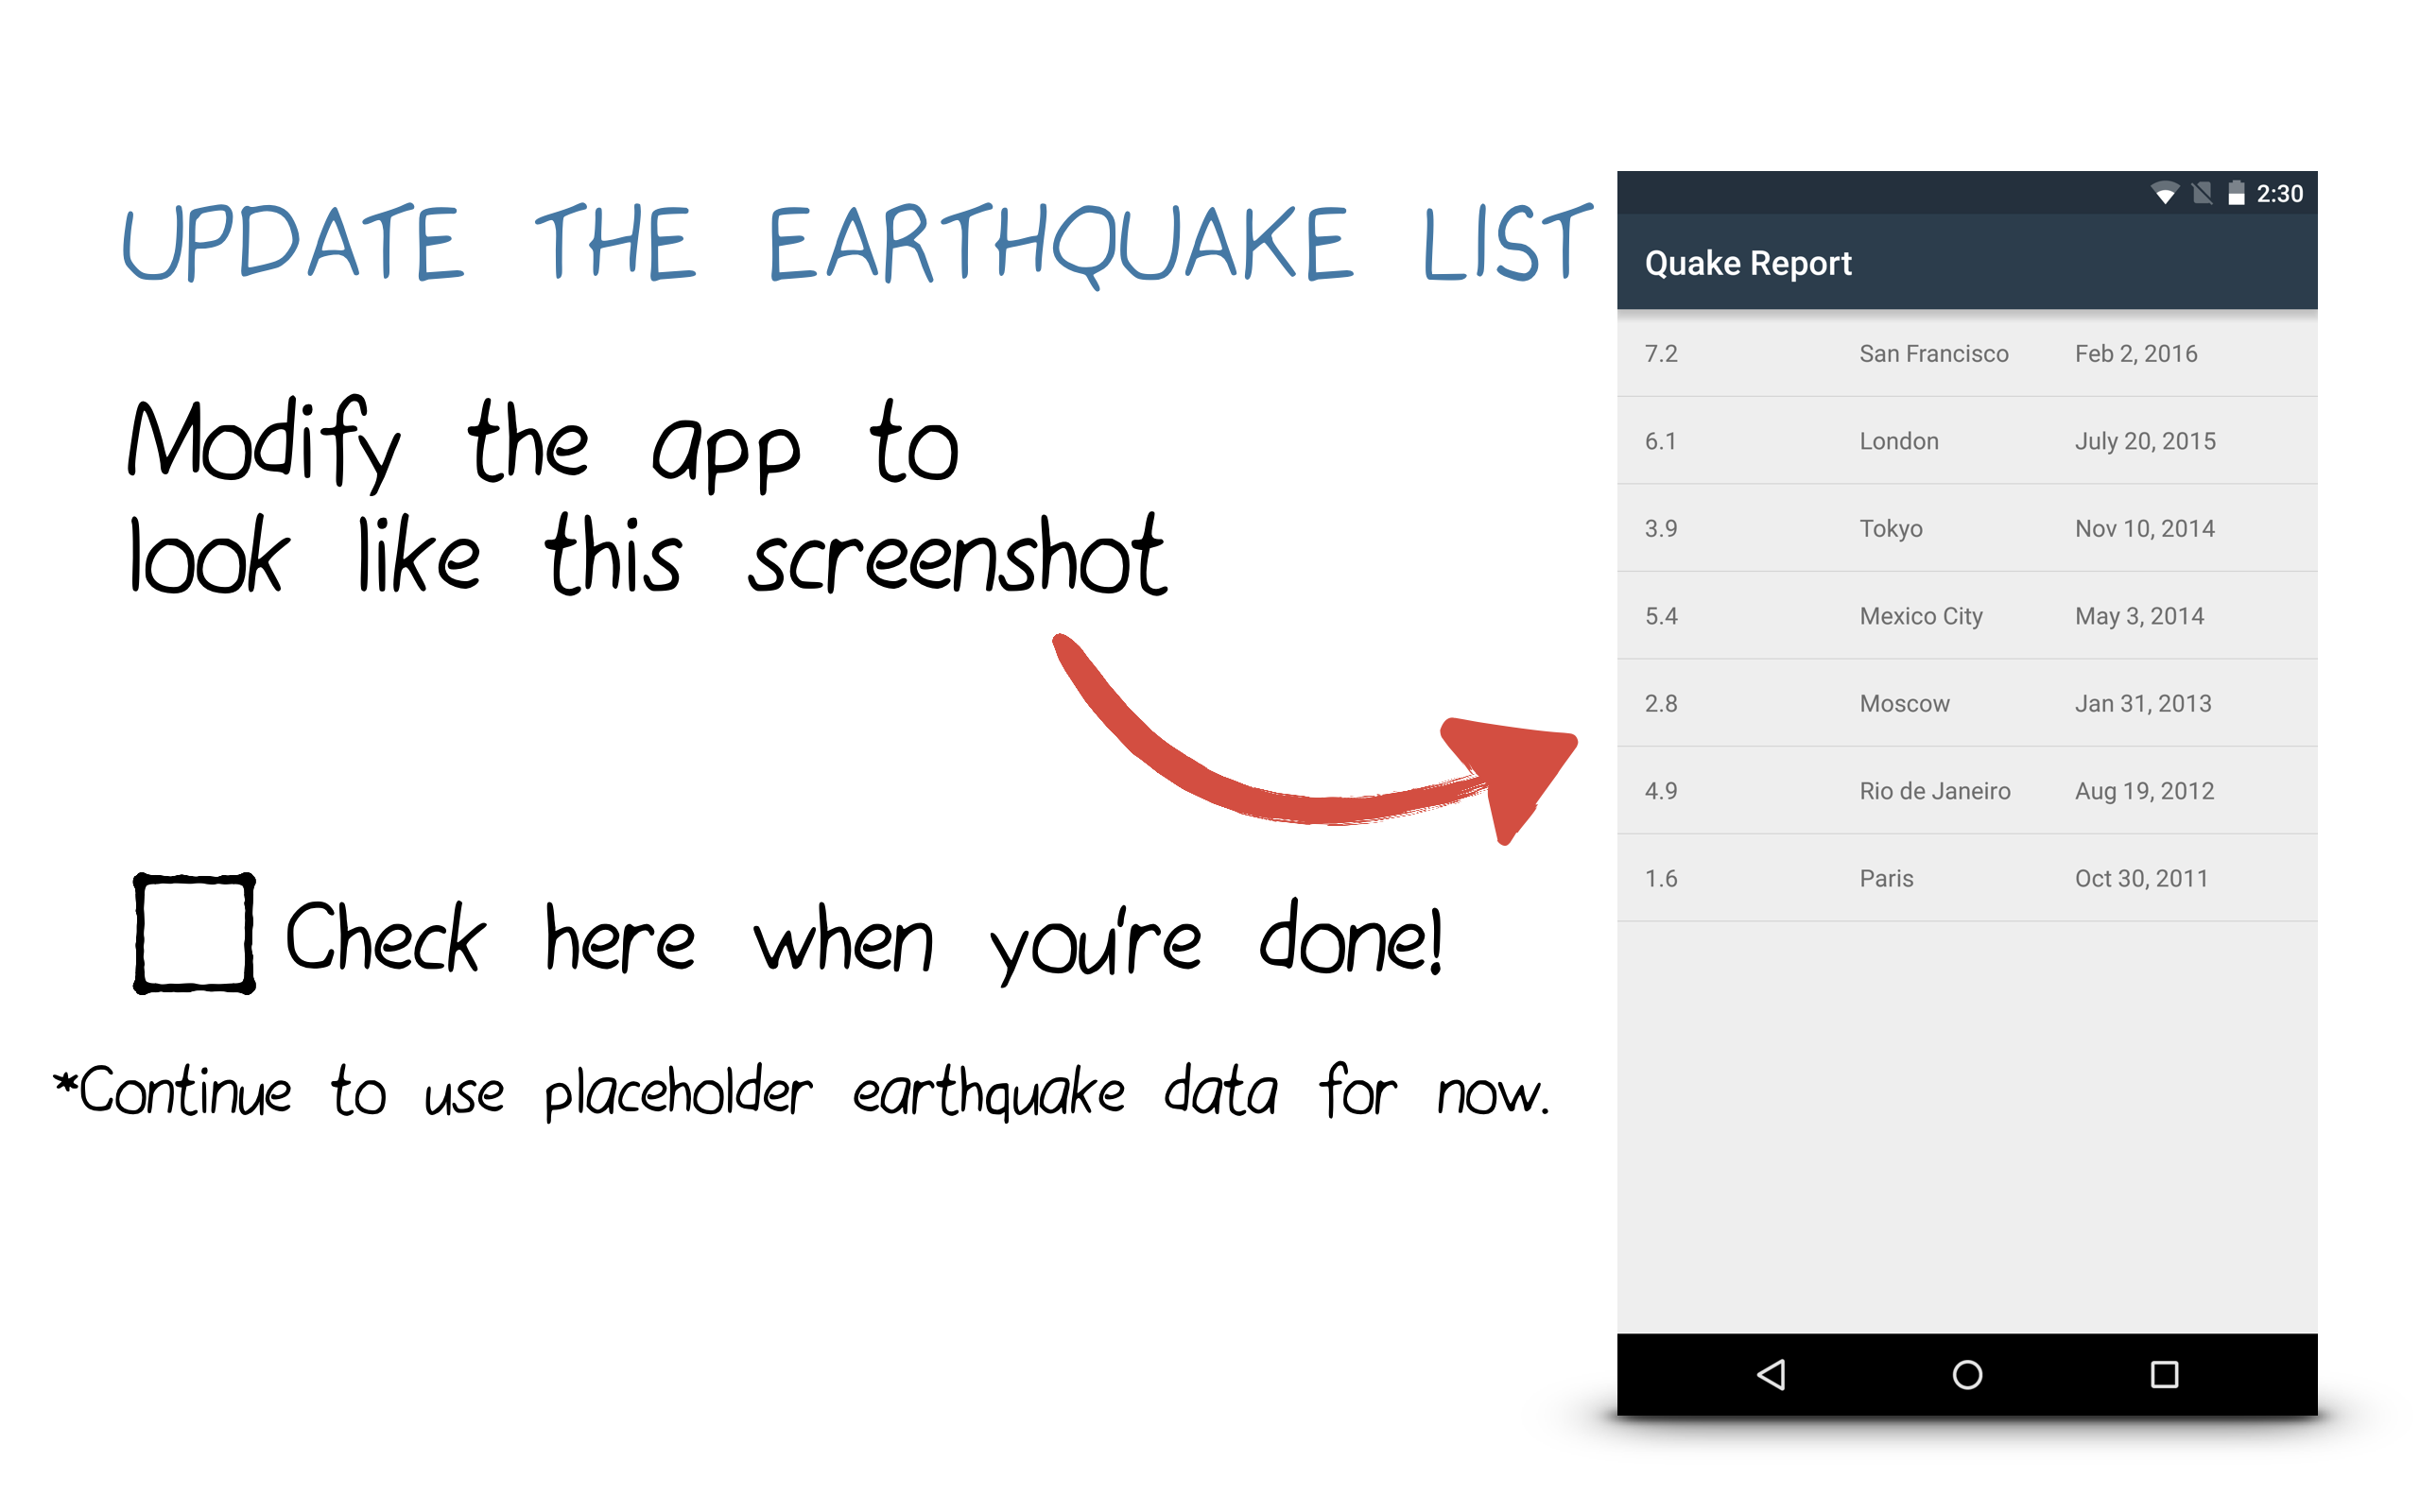 UPDATE THE EARTHQUAKE LIST
Modify the app to
look like this screenshot
Check here when you're done!
*Continue to use placeholder earthquake data for now.
2:30
Quake Report
7.2 San Francisco Feb 2, 2016
6.1 London July 20, 2015
3.9 Tokyo Nov 10, 2014
5.4 Mexico City May 3, 2014
2.8 Moscow Jan 31, 2013
4.9 Rio de Janeiro Aug 19, 2012
1.6 Paris Oct 30, 2011